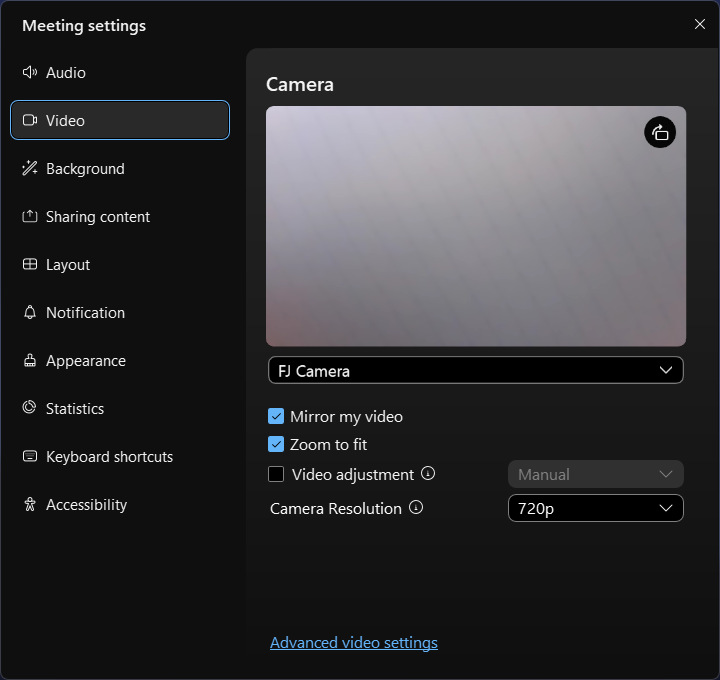 Meeting settings
Audio
Video
Background
Sharing content
Layout
Notification
Appearance
Statistics
Keyboard shortcuts
Accessibility
Camera
FJ Camera
Mirror my video
Zoom to fit
Video adjustment Manual
Camera Resolution 720p
Advanced video settings